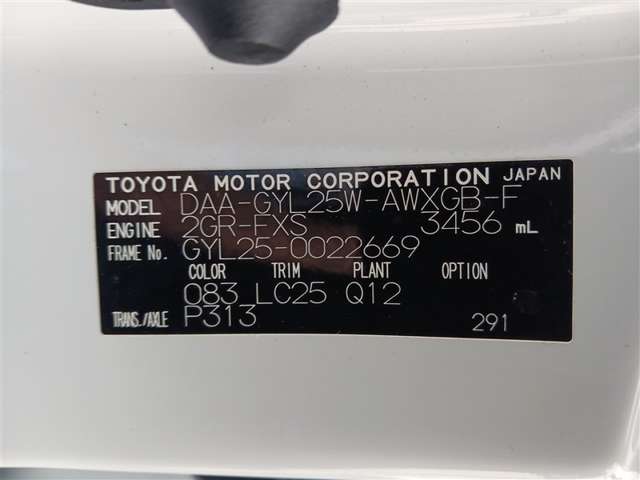 TOYOTA MOTOR CORPORATION JAPAN
MODEL DAA-GYL25W-AWXGB-F
ENGINE 2GR-FXS 3456 mL
FRAME No. GYL25-0022669
COLOR TRIM PLANT OPTION
083 LC25 Q12
TRANS./AXLE P313 291